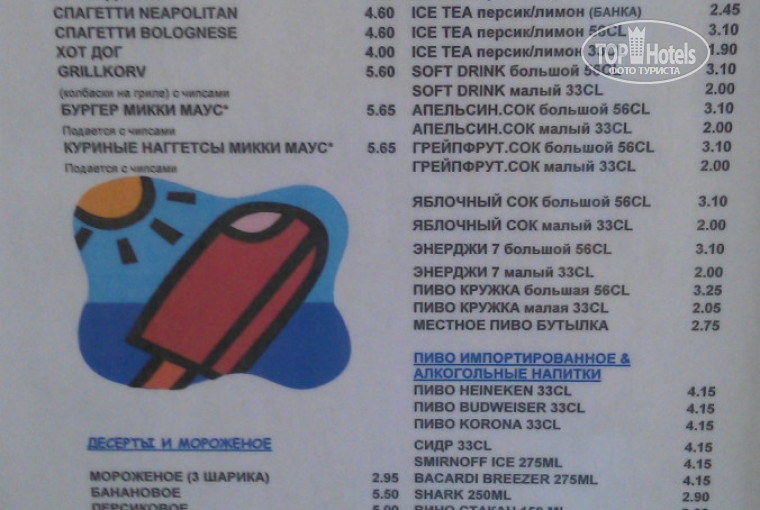 СПАГЕТТИ NEAPOLITAN 4.60
СПАГЕТТИ BOLOGNESE 4.60
ХОТ ДОГ 4.00
GRILLKORV 5.60
(колбаски на гриле) с чипсами
БУРГЕР МИККИ МАУС* 5.65
Подается с чипсами
КУРИНЫЕ НАГГЕТСЫ МИККИ МАУС* 5.65
Подается с чипсами
ДЕСЕРТЫ И МОРОЖЕНОЕ
МОРОЖЕНОЕ (3 ШАРИКА) 2.95
БАНАНОВОЕ 5.50
ПЕРСИКОВОЕ 5.00
ICE TEA персик/лимон (БАНКА) 2.45
ICE TEA персик/лимон 56CL 3.10
ICE TEA персик/лимон 33CL 1.90
SOFT DRINK большой 56CL 3.10
SOFT DRINK малый 33CL 2.00
АПЕЛЬСИН.СОК большой 56CL 3.10
АПЕЛЬСИН.СОК малый 33CL 2.00
ГРЕЙПФРУТ.СОК большой 56CL 3.10
ГРЕЙПФРУТ.СОК малый 33CL 2.00
ЯБЛОЧНЫЙ СОК большой 56CL 3.10
ЯБЛОЧНЫЙ СОК малый 33CL 2.00
ЭНЕРДЖИ 7 большой 56CL 3.10
ЭНЕРДЖИ 7 малый 33CL 2.00
ПИВО КРУЖКА большая 56CL 3.25
ПИВО КРУЖКА малая 33CL 2.05
МЕСТНОЕ ПИВО БУТЫЛКА 2.75
ПИВО ИМПОРТИРОВАННОЕ &
АЛКОГОЛЬНЫЕ НАПИТКИ
ПИВО HEINEKEN 33CL 4.15
ПИВО BUDWEISER 33CL 4.15
ПИВО KOPOHA 33CL 4.15
СИДР 33CL 4.15
SMIRNOFF ICE 275ML 4.15
BACARDI BREEZER 275ML 4.15
SHARK 250ML 2.90
ВИНО СТАКАН
TOP Hotels
ФОТО ТУРИСТА